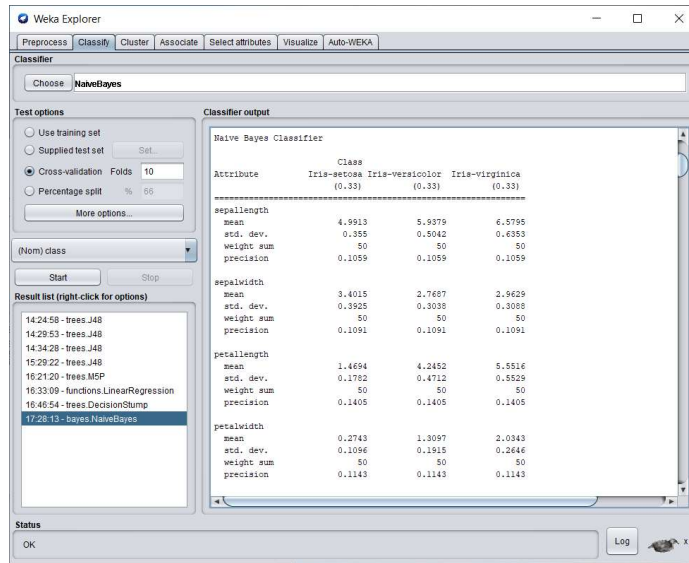 Weka Explorer
Preprocess Classify Cluster Associate Select attributes Visualize Auto-WEKA
Classifier
Choose NaiveBayes
Test options
Use training set
Supplied test set Set...
Cross-validation Folds 10
Percentage split % 66
More options...
(Nom) class
Start Stop
Result list (right-click for options)
14:24:58 - trees.J48
14:29:53 - trees.J48
14:34:28 - trees.J48
15:29:22 - trees.J48
16:21:20 - trees.M5P
16:33:09 - functions.LinearRegression
16:46:54 - trees.DecisionStump
17:28:13 - bayes.NaiveBayes
Classifier output
Naive Bayes Classifier
Class
Attribute Iris-setosa Iris-versicolor Iris-virginica
(0.33) (0.33) (0.33)
===============================================================
sepallength
mean 4.9913 5.9379 6.5795
std. dev. 0.355 0.5042 0.6353
weight sum 50 50 50
precision 0.1059 0.1059 0.1059
sepalwidth
mean 3.4015 2.7687 2.9629
std. dev. 0.3925 0.3038 0.3088
weight sum 50 50 50
precision 0.1091 0.1091 0.1091
petallength
mean 1.4694 4.2452 5.5516
std. dev. 0.1782 0.4712 0.5529
weight sum 50 50 50
precision 0.1405 0.1405 0.1405
petalwidth
mean 0.2743 1.3097 2.0343
std. dev. 0.1096 0.1915 0.2646
weight sum 50 50 50
precision 0.1143 0.1143 0.1143
Status
OK
Log
x